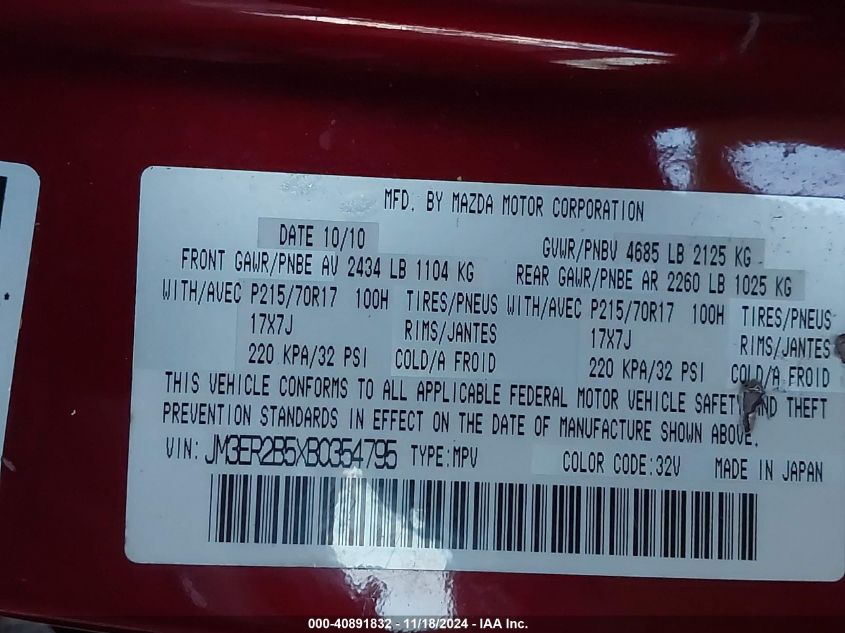 MFD. BY MAZDA MOTOR CORPORATION
DATE 10/10 GVWR/PNBV 4685 LB 2125 KG
FRONT GAWR/PNBE AV 2434 LB 1104 KG REAR GAWR/PNBE AR 2260 LB 1025 KG
WITH/AVEC P215/70R17 100H TIRES/PNEUS WITH/AVEC P215/70R17 100H TIRES/PNEUS
17X7J RIMS/JANTES 17X7J RIMS/JANTES
220 KPA/32 PSI COLD/A FROID 220 KPA/32 PSI COLD/A FROID
THIS VEHICLE CONFORMS TO ALL APPLICABLE FEDERAL MOTOR VEHICLE SAFETY AND THEFT
PREVENTION STANDARDS IN EFFECT ON THE DATE OF MANUFACTURE SHOWN ABOVE.
VIN: JM3ER2B5XB0354795 TYPE:MPV COLOR CODE:32V MADE IN JAPAN
000-40891832 - 11/18/2024 - IAA Inc.